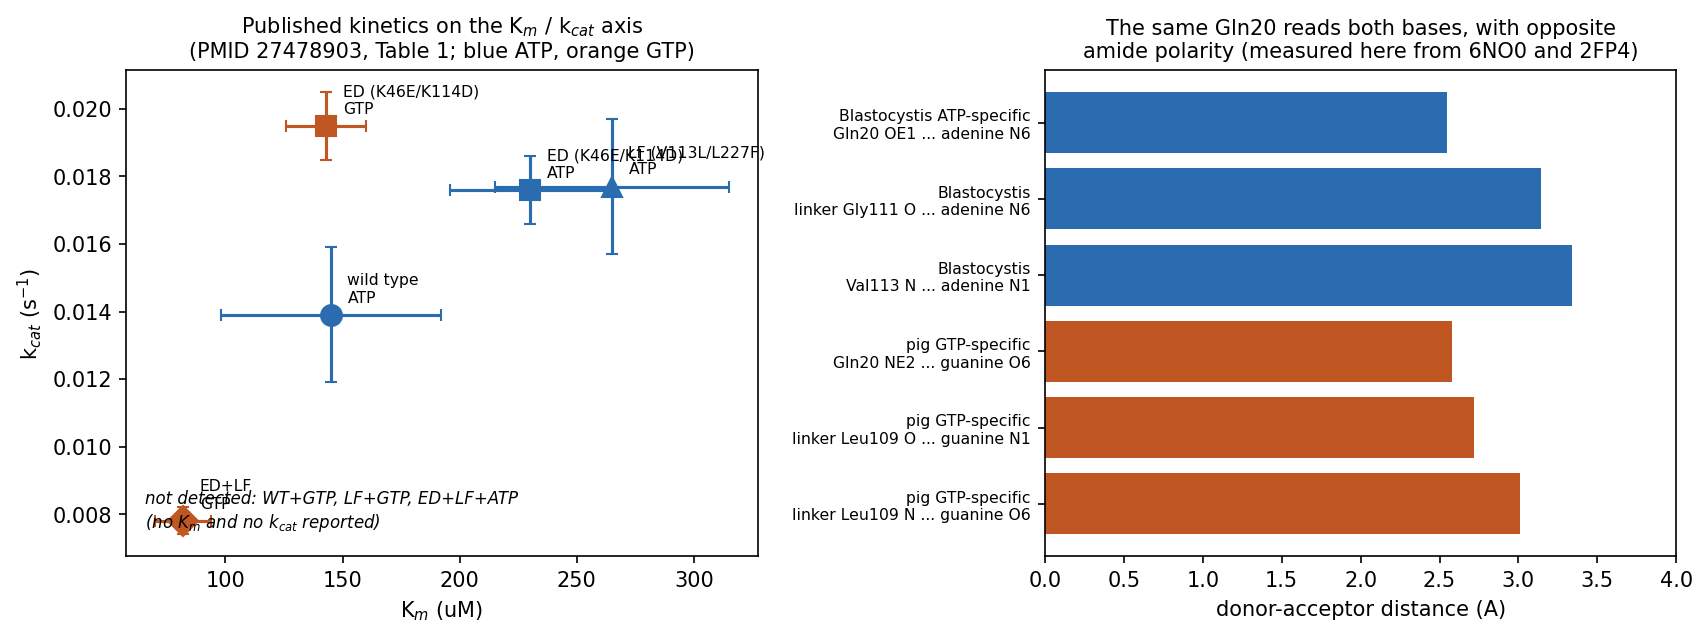 Published kinetics on the Km / kcat axis
(PMID 27478903, Table 1; blue ATP, orange GTP)
0.020
0.018
0.016
0.014
0.012
0.010
0.008
kcat (s−1)
ED (K46E/K114D)
GTP
ED (K46E/K114D)
ATP
LF (V113L/L227F)
ATP
wild type
ATP
ED+LF
GTP
not detected: WT+GTP, LF+GTP, ED+LF+ATP
(no Km and no kcat reported)
100 150 200 250 300
Km (uM)
The same Gln20 reads both bases, with opposite
amide polarity (measured here from 6NO0 and 2FP4)
Blastocystis ATP-specific
Gln20 OE1 ... adenine N6
Blastocystis
linker Gly111 O ... adenine N6
Blastocystis
Val113 N ... adenine N1
pig GTP-specific
Gln20 NE2 ... guanine O6
pig GTP-specific
linker Leu109 O ... guanine N1
pig GTP-specific
linker Leu109 N ... guanine O6
0.0 0.5 1.0 1.5 2.0 2.5 3.0 3.5 4.0
donor-acceptor distance (A)